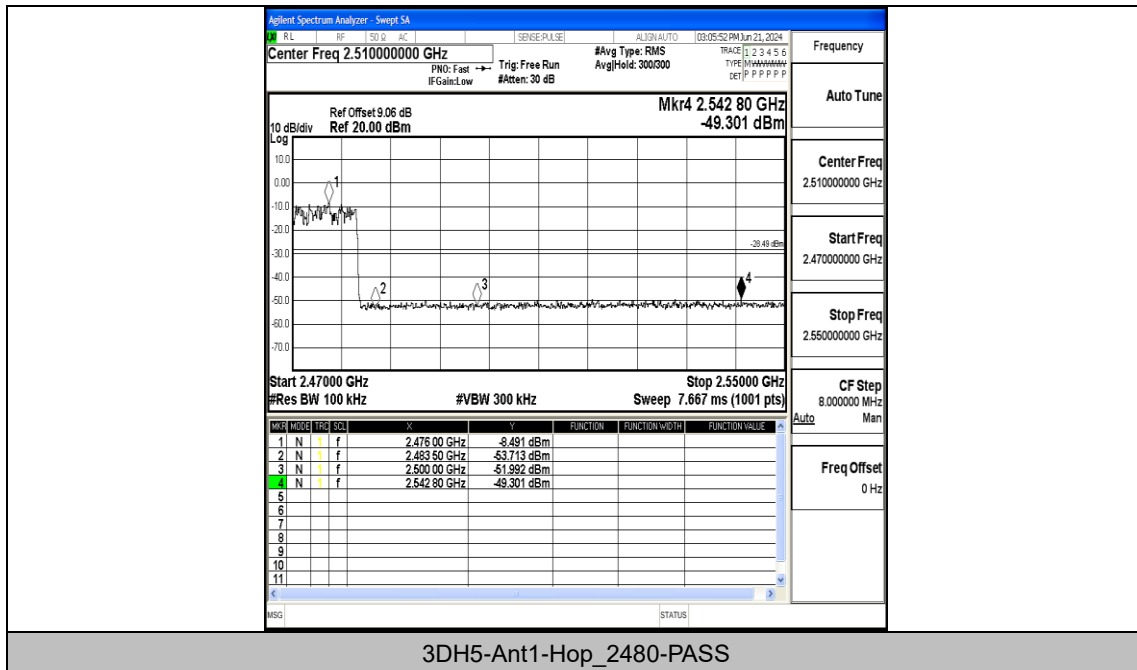 Agilent Spectrum Analyzer - Swept SA
RL RF 50 Ω AC SENSE:PULSE ALIGN AUTO 03:05:52 PM Jun 21, 2024
Center Freq 2.510000000 GHz
PNO: Fast
IFGain:Low
Trig: Free Run
#Atten: 30 dB
#Avg Type: RMS
Avg|Hold: 300/300
TRACE 1 2 3 4 5 6
TYPE M
DET P P P P P P
Frequency
Auto Tune
Mkr4 2.542 80 GHz
-49.301 dBm
Ref Offset 9.06 dB
10 dB/div Ref 20.00 dBm
Log
10.0
0.00
-10.0
-20.0
-30.0
-40.0
-50.0
-60.0
-70.0
1
2
3
4
-28.49 dBm
Start 2.47000 GHz Stop 2.55000 GHz
#Res BW 100 kHz #VBW 300 kHz Sweep 7.667 ms (1001 pts)
Center Freq
2.510000000 GHz
Start Freq
2.470000000 GHz
Stop Freq
2.550000000 GHz
CF Step
8.000000 MHz
Auto Man
Freq Offset
0 Hz
MKR MODE TRC SCL X Y FUNCTION FUNCTION WIDTH FUNCTION VALUE
1 N 1 f 2.476 00 GHz -8.491 dBm
2 N 1 f 2.483 50 GHz -53.713 dBm
3 N 1 f 2.500 00 GHz -51.992 dBm
4 N 1 f 2.542 80 GHz -49.301 dBm
5
6
7
8
9
10
11
MSG STATUS
3DH5-Ant1-Hop_2480-PASS